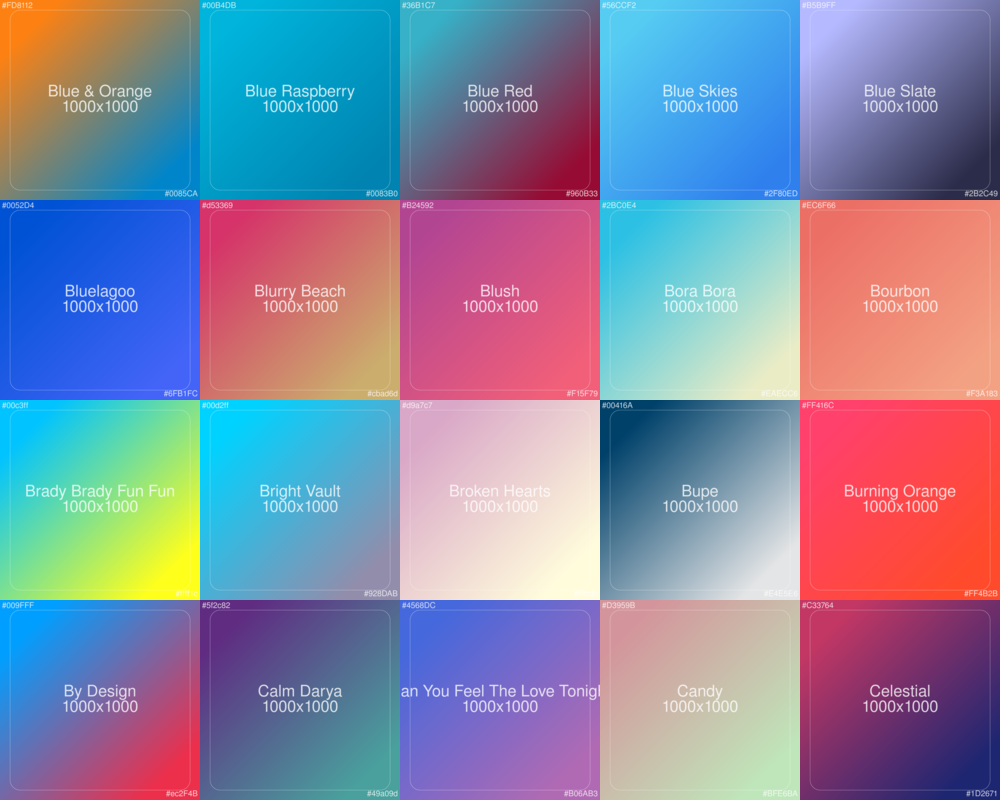 #FD8112 #00B4DB #36B1C7 #56CCF2 #B5B9FF
Blue & Orange Blue Raspberry Blue Red Blue Skies Blue Slate
1000x1000 1000x1000 1000x1000 1000x1000 1000x1000
#0085CA #0083B0 #960B33 #2F80ED #2B2C49
#0052D4 #d53369 #B24592 #2BC0E4 #EC6F66
Bluelagoo Blurry Beach Blush Bora Bora Bourbon
1000x1000 1000x1000 1000x1000 1000x1000 1000x1000
#6FB1FC #cbad6d #F15F79 #F3A183
#00c3ff #00d2ff #d9a7c7 #00416A #FF416C
Brady Brady Fun Fun Bright Vault Broken Hearts Bupe Burning Orange
1000x1000 1000x1000 1000x1000 1000x1000 1000x1000
#928DAB #FF4B2B
#009FFF #5f2c82 #4568DC #D3959B #C33764
By Design Calm Darya an You Feel The Love Tonigh Candy Celestial
1000x1000 1000x1000 1000x1000 1000x1000 1000x1000
#ec2F4B #49a09d #B06AB3 #BFE6BA #1D2671